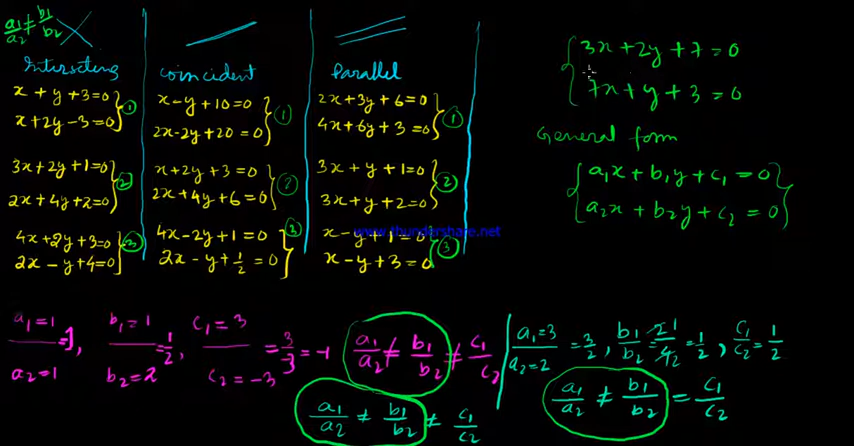 a1/a2 ≠ b1/b2
Intersecting
x + y + 3 = 0
x + 2y - 3 = 0
①
3x + 2y + 1 = 0
2x + 4y + 2 = 0
②
4x + 2y + 3 = 0
2x - y + 4 = 0
③
coincident
x - y + 10 = 0
2x - 2y + 20 = 0
①
x + 2y + 3 = 0
2x + 4y + 6 = 0
②
4x - 2y + 1 = 0
2x - y + 1/2 = 0
③
Parallel
2x + 3y + 6 = 0
4x + 6y + 3 = 0
①
3x + y + 1 = 0
3x + y + 2 = 0
②
www.thundershare.net
x - y + 1 = 0
x - y + 3 = 0
③
3x + 2y + 7 = 0
7x + y + 3 = 0
General form
a1x + b1y + c1 = 0
a2x + b2y + c2 = 0
a1 = 1 / a2 = 1 = 1, b1 = 1 / b2 = 2 = 1/2, c1 = 3 / c2 = -3 = 3/-3 = -1
a1/a2 ≠ b1/b2 ≠ c1/c2
a1 = 3 / a2 = 2 = 3/2, b1/b2 = 2 1/4 2 = 1/2, c1/c2 = 1/2
a1/a2 ≠ b1/b2 = c1/c2
a1/a2 ≠ b1/b2 ≠ c1/c2